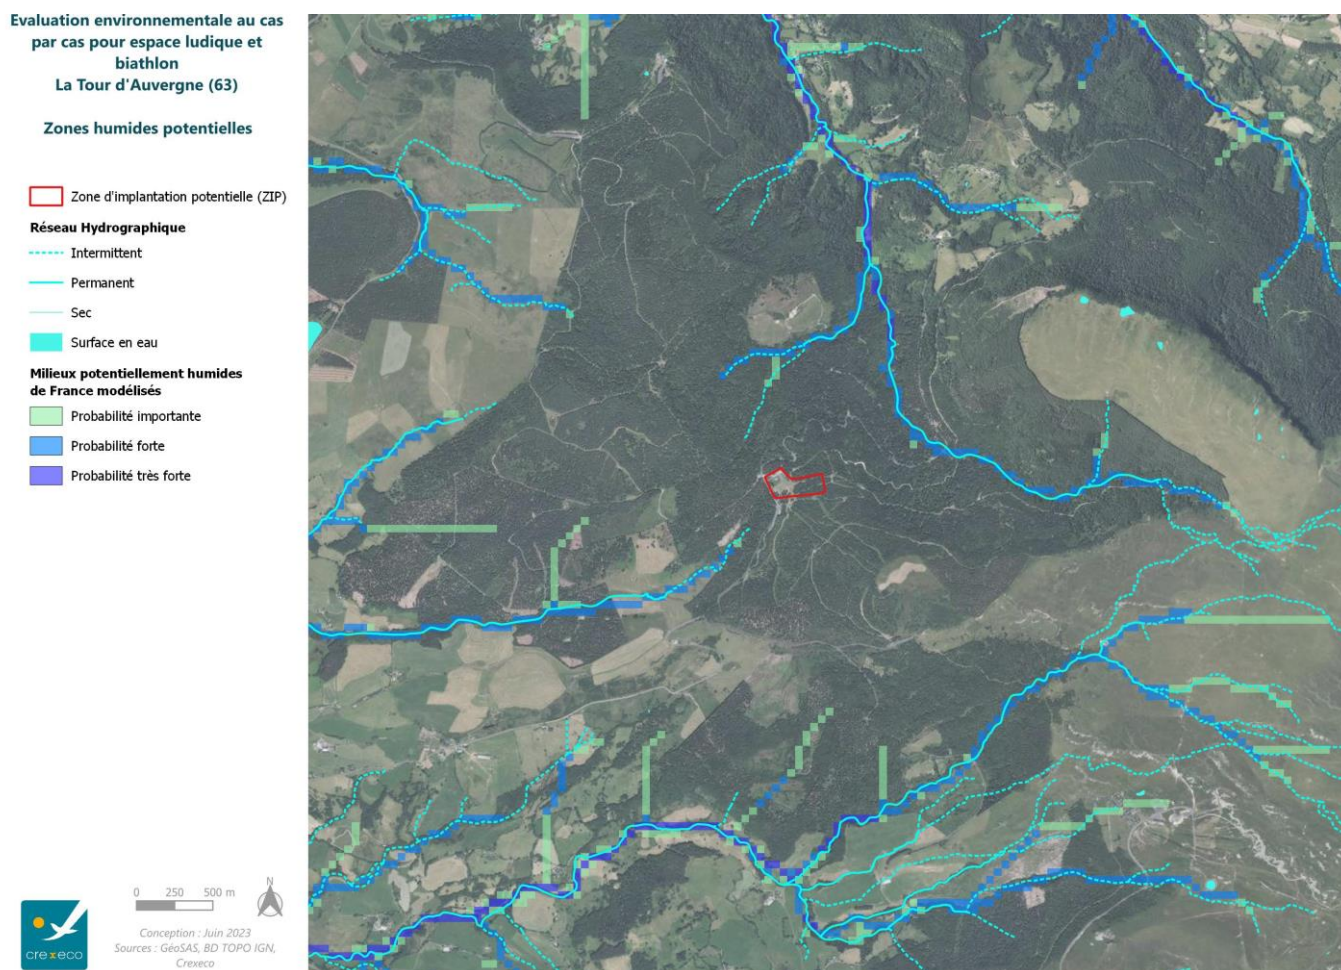 Evaluation environnementale au cas
par cas pour espace ludique et
biathlon
La Tour d'Auvergne (63)
Zones humides potentielles
Zone d'implantation potentielle (ZIP)
Réseau Hydrographique
Intermittent
Permanent
Sec
Surface en eau
Milieux potentiellement humides
de France modélisés
Probabilité importante
Probabilité forte
Probabilité très forte
0 250 500 m
N
Conception : Juin 2023
Sources : GéoSAS, BD TOPO IGN,
Crexeco
crexeco